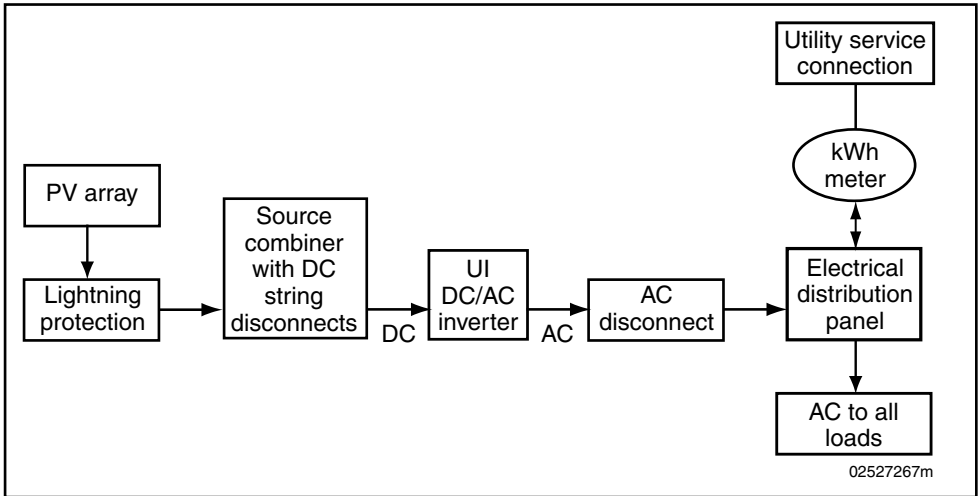 Utility service
connection
kWh
meter
PV array
Lightning
protection
Source
combiner
with DC
string
disconnects
DC
UI
DC/AC
inverter
AC
AC
disconnect
Electrical
distribution
panel
AC to all
loads
02527267m